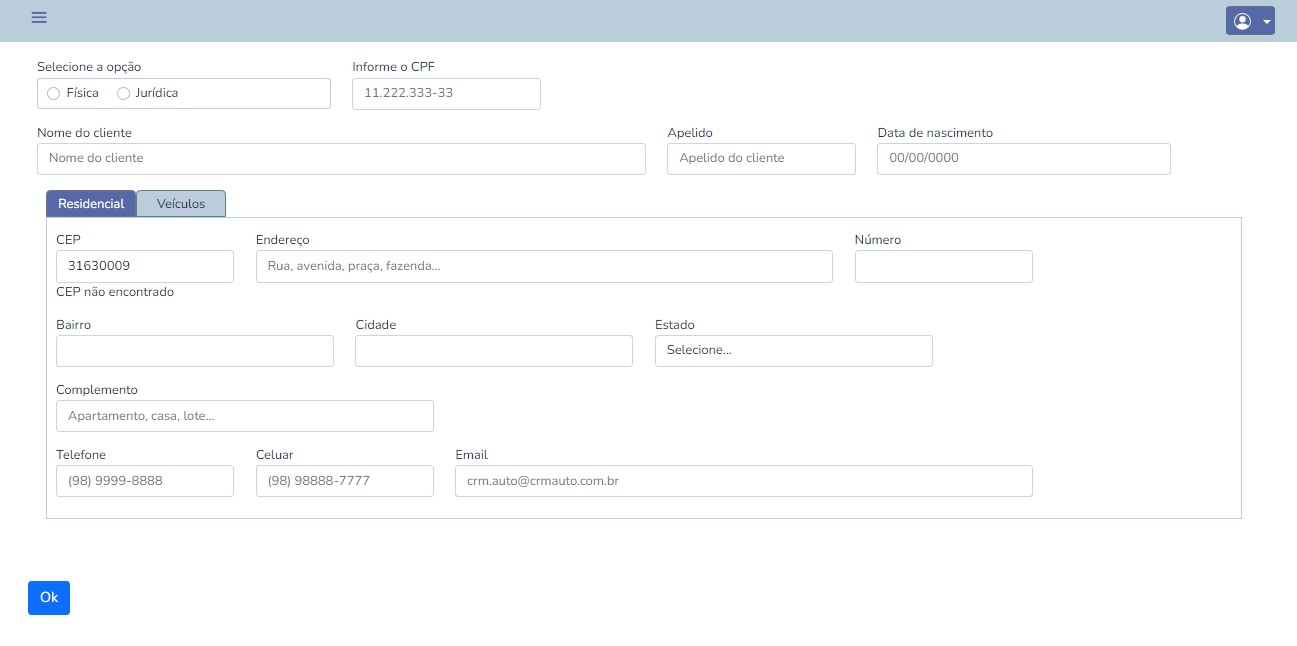 Selecione a opção Informe o CPF
Física Jurídica 11.222.333-33
Nome do cliente Apelido Data de nascimento
Nome do cliente Apelido do cliente 00/00/0000
Residencial Veículos
CEP Endereço Número
31630009 Rua, avenida, praça, fazenda...
CEP não encontrado
Bairro Cidade Estado
Selecione...
Complemento
Apartamento, casa, lote...
Telefone Celuar Email
(98) 9999-8888 (98) 98888-7777 crm.auto@crmauto.com.br
Ok